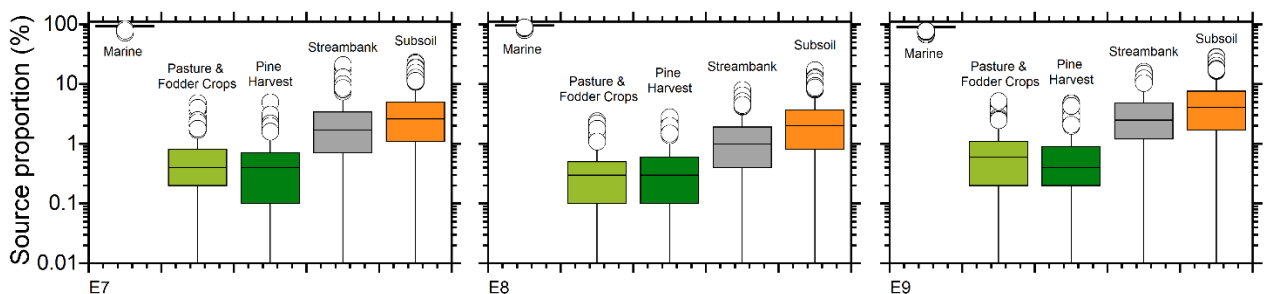 Source proportion (%)
100
10
1
0.1
0.01
Marine
Pasture &
Fodder Crops
Pine
Harvest
Streambank
Subsoil
E7
Marine
Pasture &
Fodder Crops
Pine
Harvest
Streambank
Subsoil
E8
Marine
Pasture &
Fodder Crops
Pine
Harvest
Streambank
Subsoil
E9